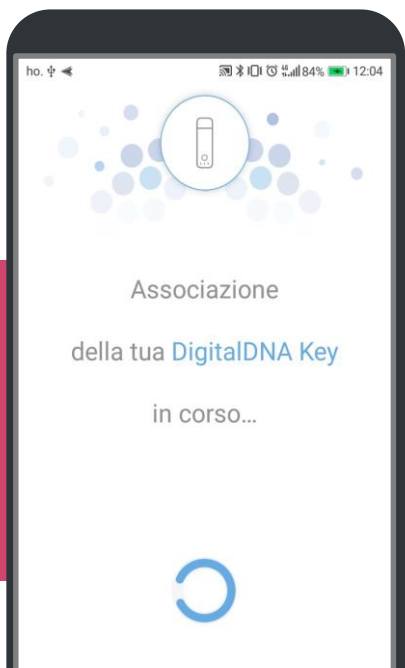 ho. 84% 12:04
Associazione
della tua DigitalDNA Key
in corso...